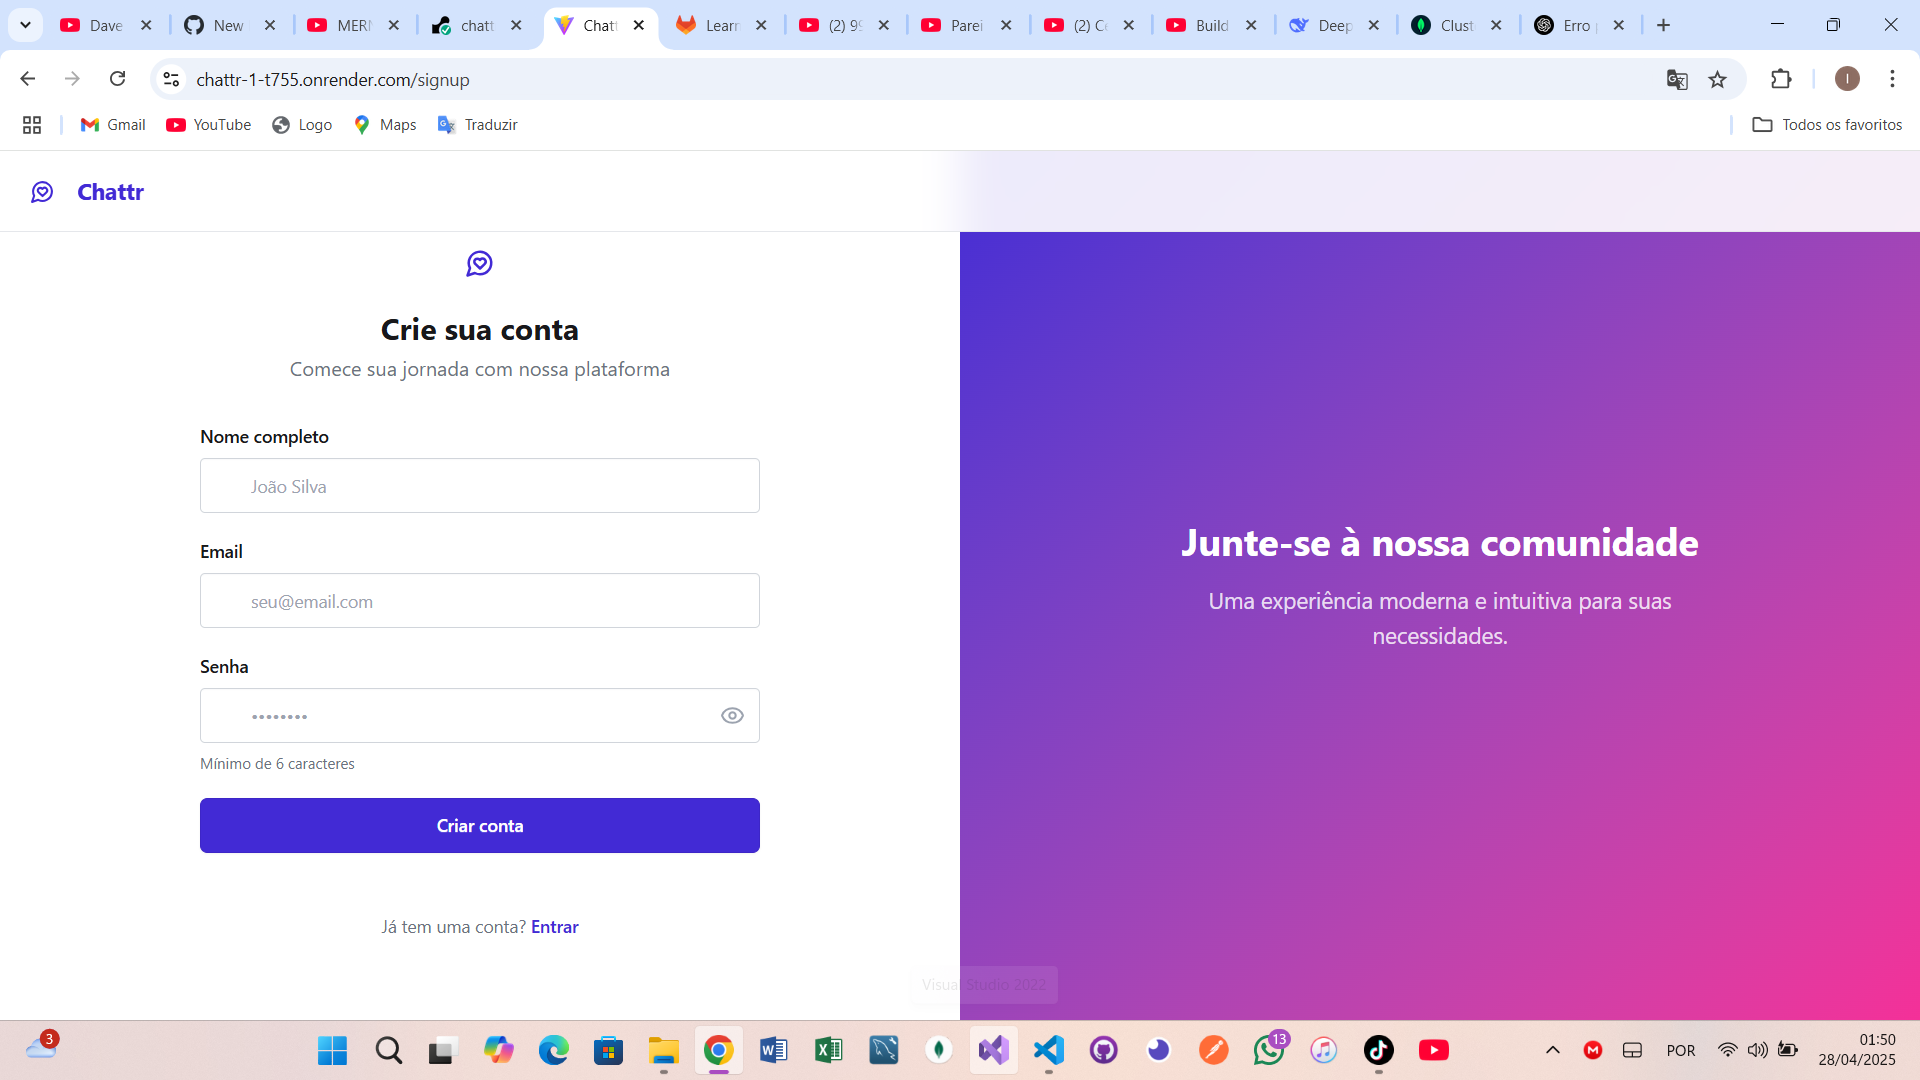 Dave
New
MERN
chatt
Chatt
Learn
(2) 99
Parei
(2) Co
Build
Deep
Clust
Erro
chattr-1-t755.onrender.com/signup
I
Gmail
YouTube
Logo
Maps
Traduzir
Todos os favoritos
Chattr
Crie sua conta
Comece sua jornada com nossa plataforma
Nome completo
João Silva
Email
seu@email.com
Senha
Mínimo de 6 caracteres
Criar conta
Já tem uma conta? Entrar
Junte-se à nossa comunidade
Uma experiência moderna e intuitiva para suas
necessidades.
Visual Studio 2022
3
13
POR
01:50
28/04/2025